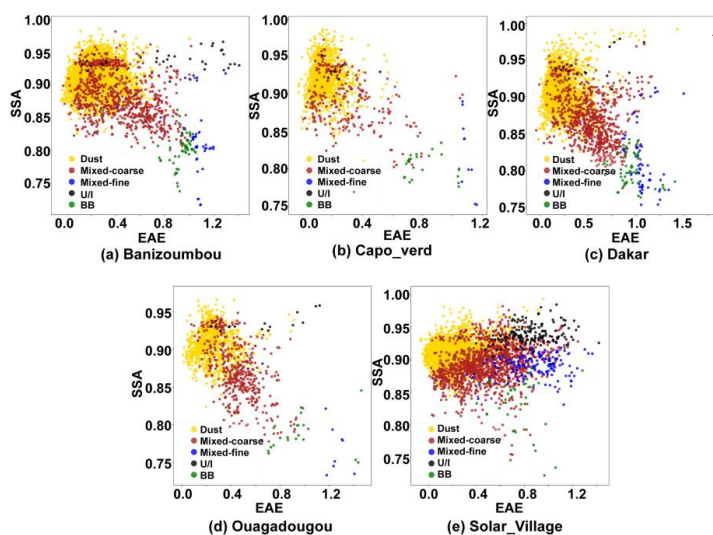 SSA
0.95
0.90
0.85
0.80
0.75
Dust
Mixed-coarse
Mixed-fine
U/I
BB
0.0 0.4 0.8 1.2
EAE
(a) Banizoumbou
SSA
1.00
0.95
0.90
0.85
0.80
0.75
Dust
Mixed-coarse
Mixed-fine
U/I
BB
0.0 0.4 0.8 1.2
EAE
(b) Capo_verd
SSA
1.00
0.95
0.90
0.85
0.80
0.75
Dust
Mixed-coarse
Mixed-fine
U/I
BB
0.0 0.5 1.0 1.5
EAE
(c) Dakar
SSA
0.95
0.90
0.85
0.80
0.75
Dust
Mixed-coarse
Mixed-fine
U/I
BB
0.0 0.4 0.8 1.2
EAE
(d) Ouagadougou
SSA
1.00
0.95
0.90
0.85
0.80
0.75
Dust
Mixed-coarse
Mixed-fine
U/I
BB
0.0 0.4 0.8 1.2
EAE
(e) Solar_Village